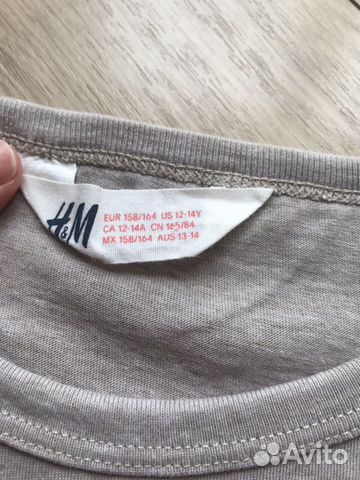 H&M
EUR 158/164 US 12-14Y
CA 12-14A CN 165/84
MX 158/164 AUS 13-14
Avito